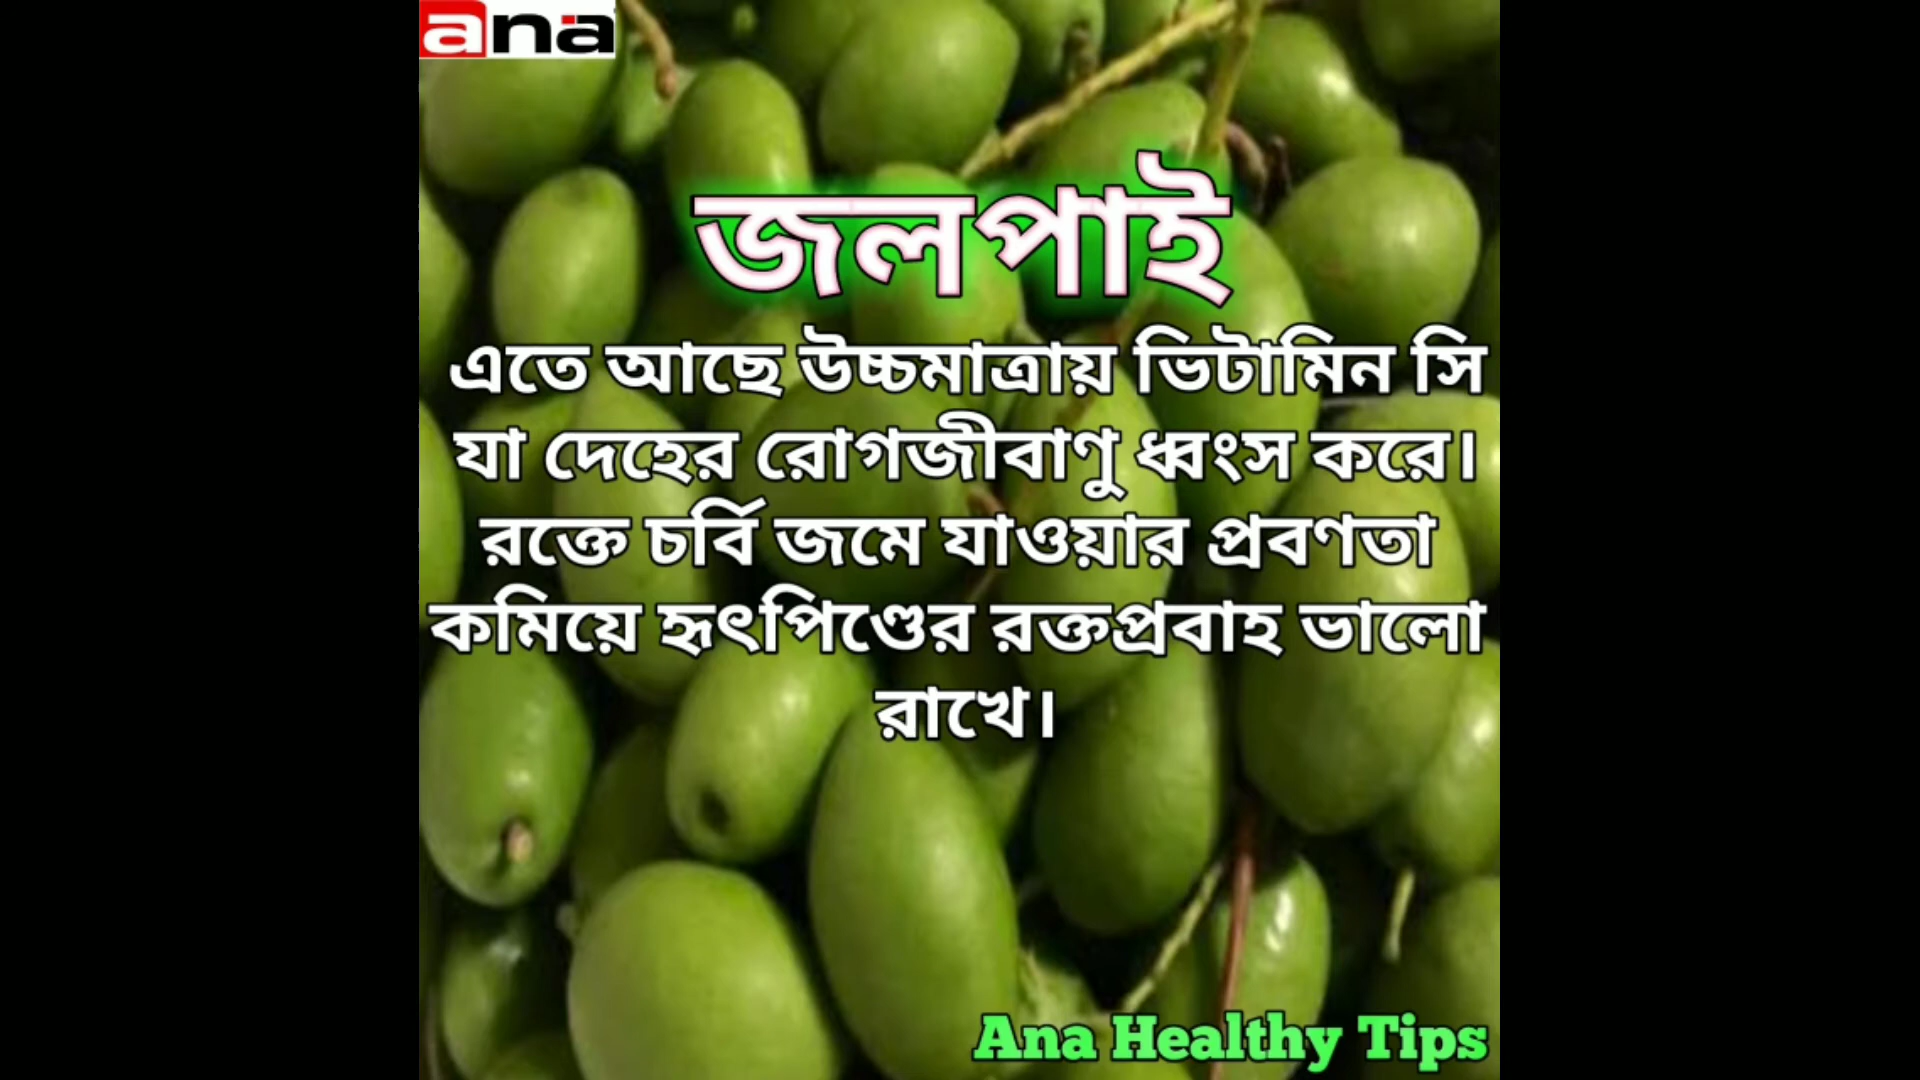 ana
জলপাই
এতে আছে উচ্চমাত্রায় ভিটামিন সি
যা দেহের রোগজীবাণু ধ্বংস করে।
রক্তে চর্বি জমে যাওয়ার প্রবণতা
কমিয়ে হৃৎপিণ্ডের রক্তপ্রবাহ ভালো
রাখে।
Ana Healthy Tips